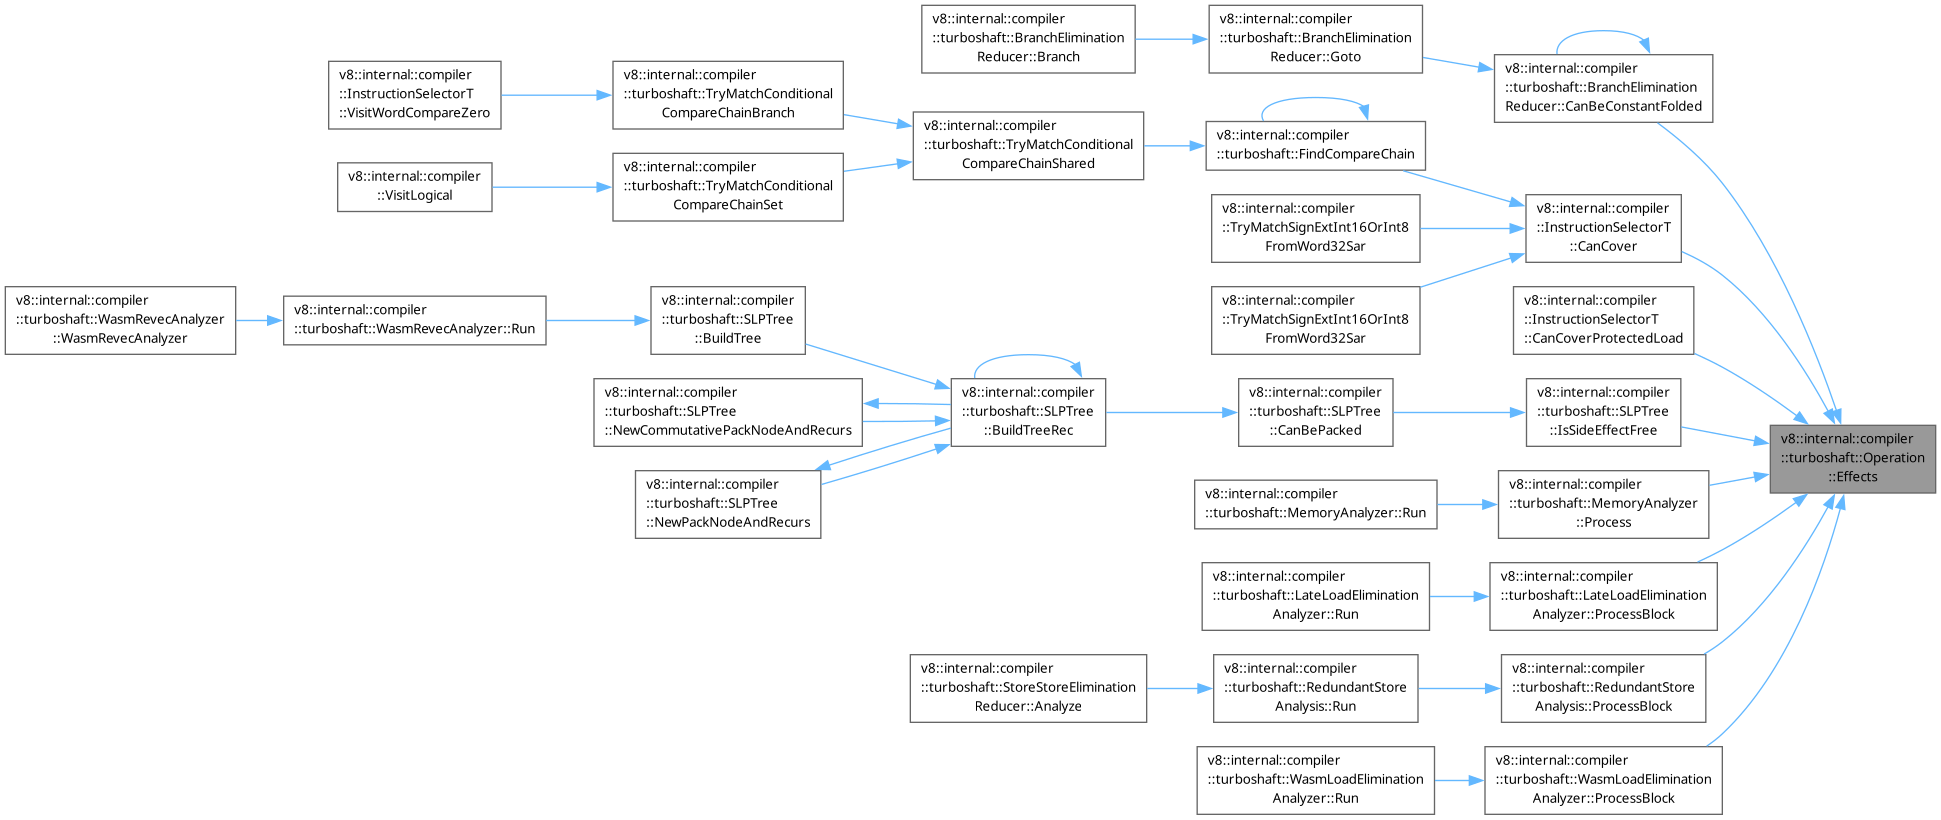 v8::internal::compiler
::turboshaft::BranchElimination
Reducer::Branch
v8::internal::compiler
::turboshaft::BranchElimination
Reducer::Goto
v8::internal::compiler
::turboshaft::BranchElimination
Reducer::CanBeConstantFolded
v8::internal::compiler
::InstructionSelectorT
::VisitWordCompareZero
v8::internal::compiler
::turboshaft::TryMatchConditional
CompareChainBranch
v8::internal::compiler
::turboshaft::TryMatchConditional
CompareChainShared
v8::internal::compiler
::turboshaft::FindCompareChain
v8::internal::compiler
::VisitLogical
v8::internal::compiler
::turboshaft::TryMatchConditional
CompareChainSet
v8::internal::compiler
::TryMatchSignExtInt16OrInt8
FromWord32Sar
v8::internal::compiler
::InstructionSelectorT
::CanCover
v8::internal::compiler
::turboshaft::WasmRevecAnalyzer
::WasmRevecAnalyzer
v8::internal::compiler
::turboshaft::WasmRevecAnalyzer::Run
v8::internal::compiler
::turboshaft::SLPTree
::BuildTree
v8::internal::compiler
::TryMatchSignExtInt16OrInt8
FromWord32Sar
v8::internal::compiler
::InstructionSelectorT
::CanCoverProtectedLoad
v8::internal::compiler
::turboshaft::SLPTree
::NewCommutativePackNodeAndRecurs
v8::internal::compiler
::turboshaft::SLPTree
::BuildTreeRec
v8::internal::compiler
::turboshaft::SLPTree
::CanBePacked
v8::internal::compiler
::turboshaft::SLPTree
::IsSideEffectFree
v8::internal::compiler
::turboshaft::Operation
::Effects
v8::internal::compiler
::turboshaft::SLPTree
::NewPackNodeAndRecurs
v8::internal::compiler
::turboshaft::MemoryAnalyzer::Run
v8::internal::compiler
::turboshaft::MemoryAnalyzer
::Process
v8::internal::compiler
::turboshaft::LateLoadElimination
Analyzer::Run
v8::internal::compiler
::turboshaft::LateLoadElimination
Analyzer::ProcessBlock
v8::internal::compiler
::turboshaft::StoreStoreElimination
Reducer::Analyze
v8::internal::compiler
::turboshaft::RedundantStore
Analysis::Run
v8::internal::compiler
::turboshaft::RedundantStore
Analysis::ProcessBlock
v8::internal::compiler
::turboshaft::WasmLoadElimination
Analyzer::Run
v8::internal::compiler
::turboshaft::WasmLoadElimination
Analyzer::ProcessBlock